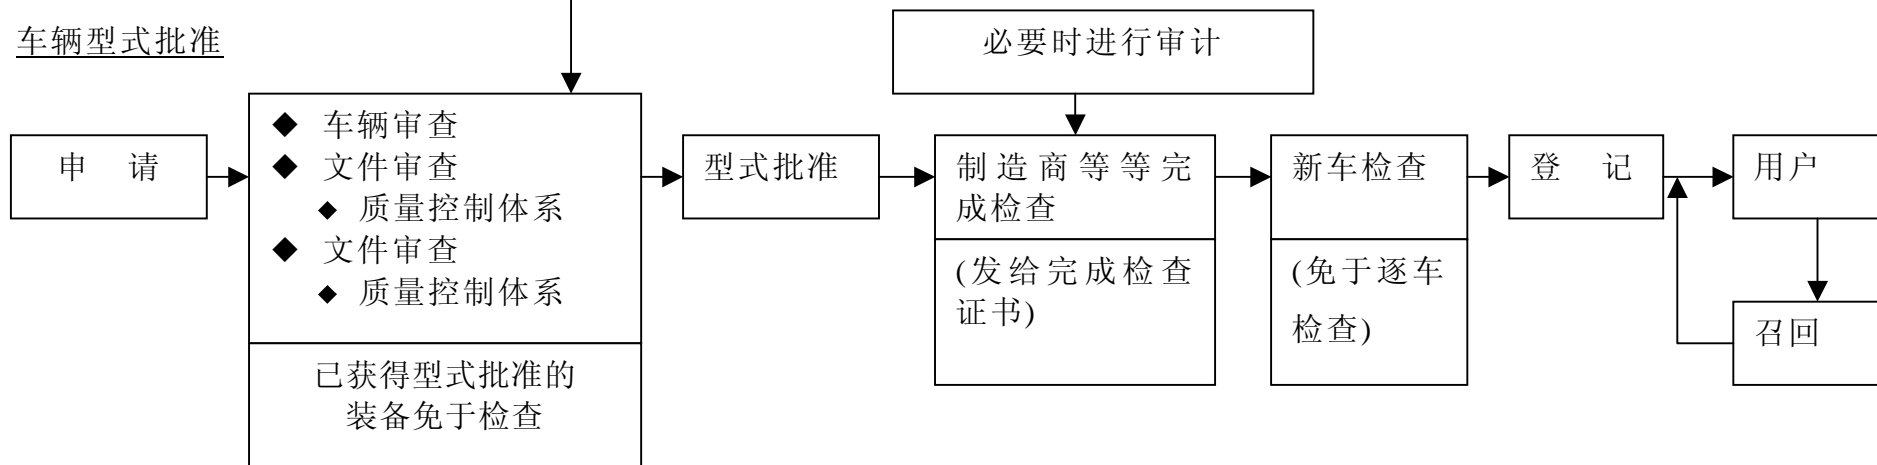 车辆型式批准
必要时进行审计
申 请
◆ 车辆审查
◆ 文件审查
◆ 质量控制体系
◆ 文件审查
◆ 质量控制体系
已获得型式批准的
装备免于检查
型式批准
制造商等等完
成检查
(发给完成检查
证书)
新车检查
(免于逐车
检查)
登 记
用户
召回